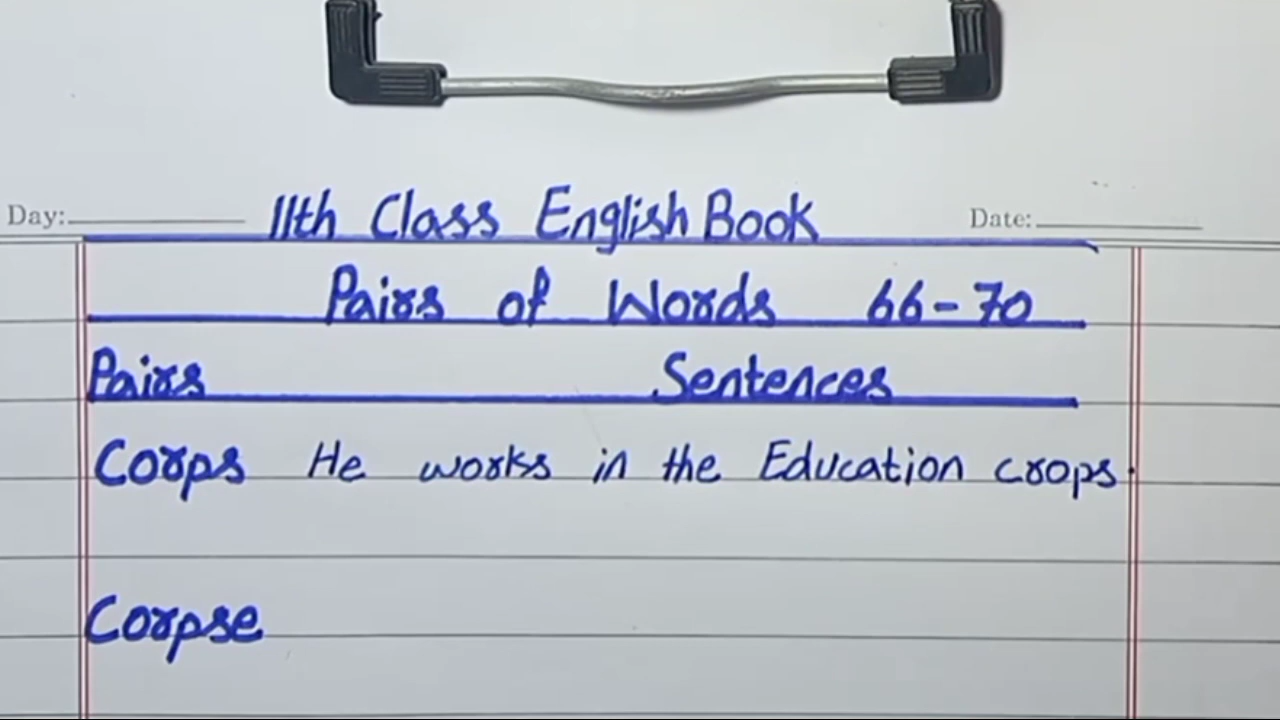 Day: 11th Class English Book Date:
Pairs of Words 66-70
Pairs Sentences
Corps He works in the Education crops.
Corpse